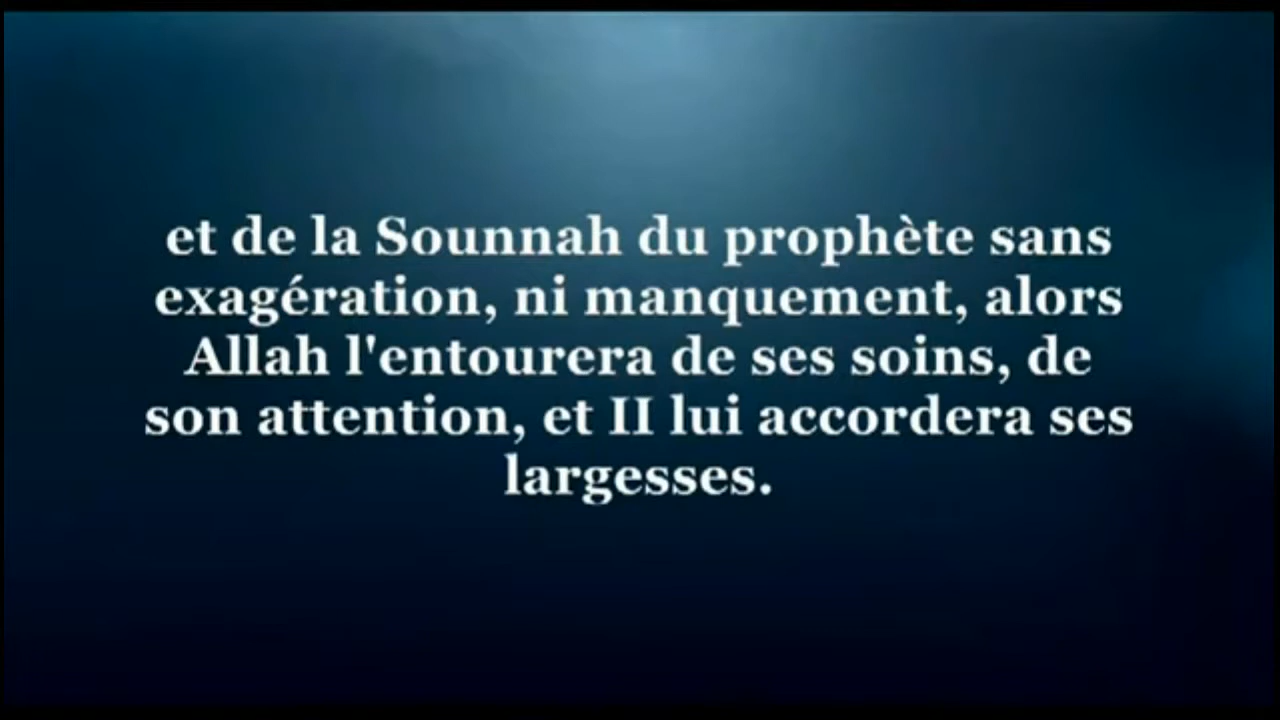 et de la Sounnah du prophète sans
exagération, ni manquement, alors
Allah l'entourera de ses soins, de
son attention, et II lui accordera ses
largesses.